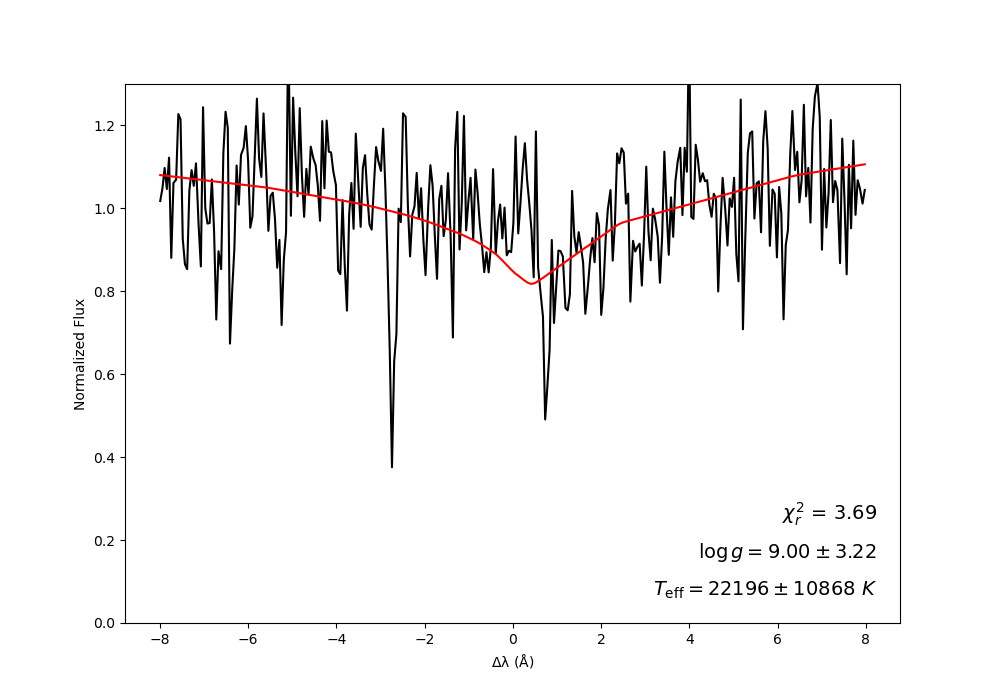 1.2
1.0
0.8
0.6
0.4
0.2
0.0
Normalized Flux
χ²ᵣ = 3.69
log g = 9.00 ± 3.22
T_eff = 22196 ± 10868 K
−8 −6 −4 −2 0 2 4 6 8
Δλ (Å)